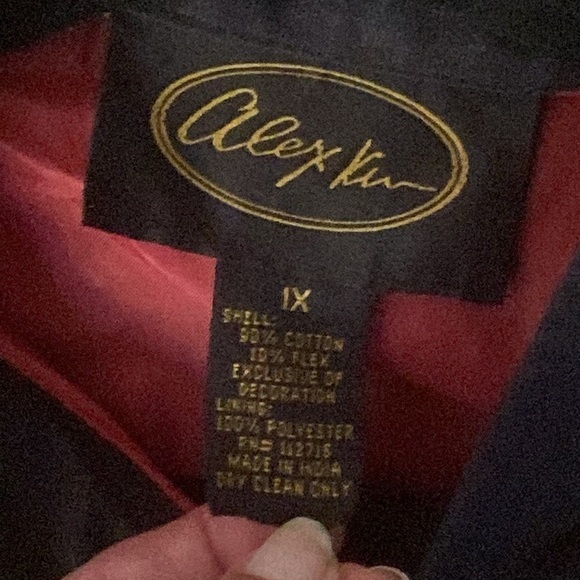 Alex Kim
1X
SHELL:
90% COTTON
10% FLEX
EXCLUSIVE OF
DECORATION
LINING:
100% POLYESTER
RN# 112716
MADE IN INDIA
DRY CLEAN ONLY